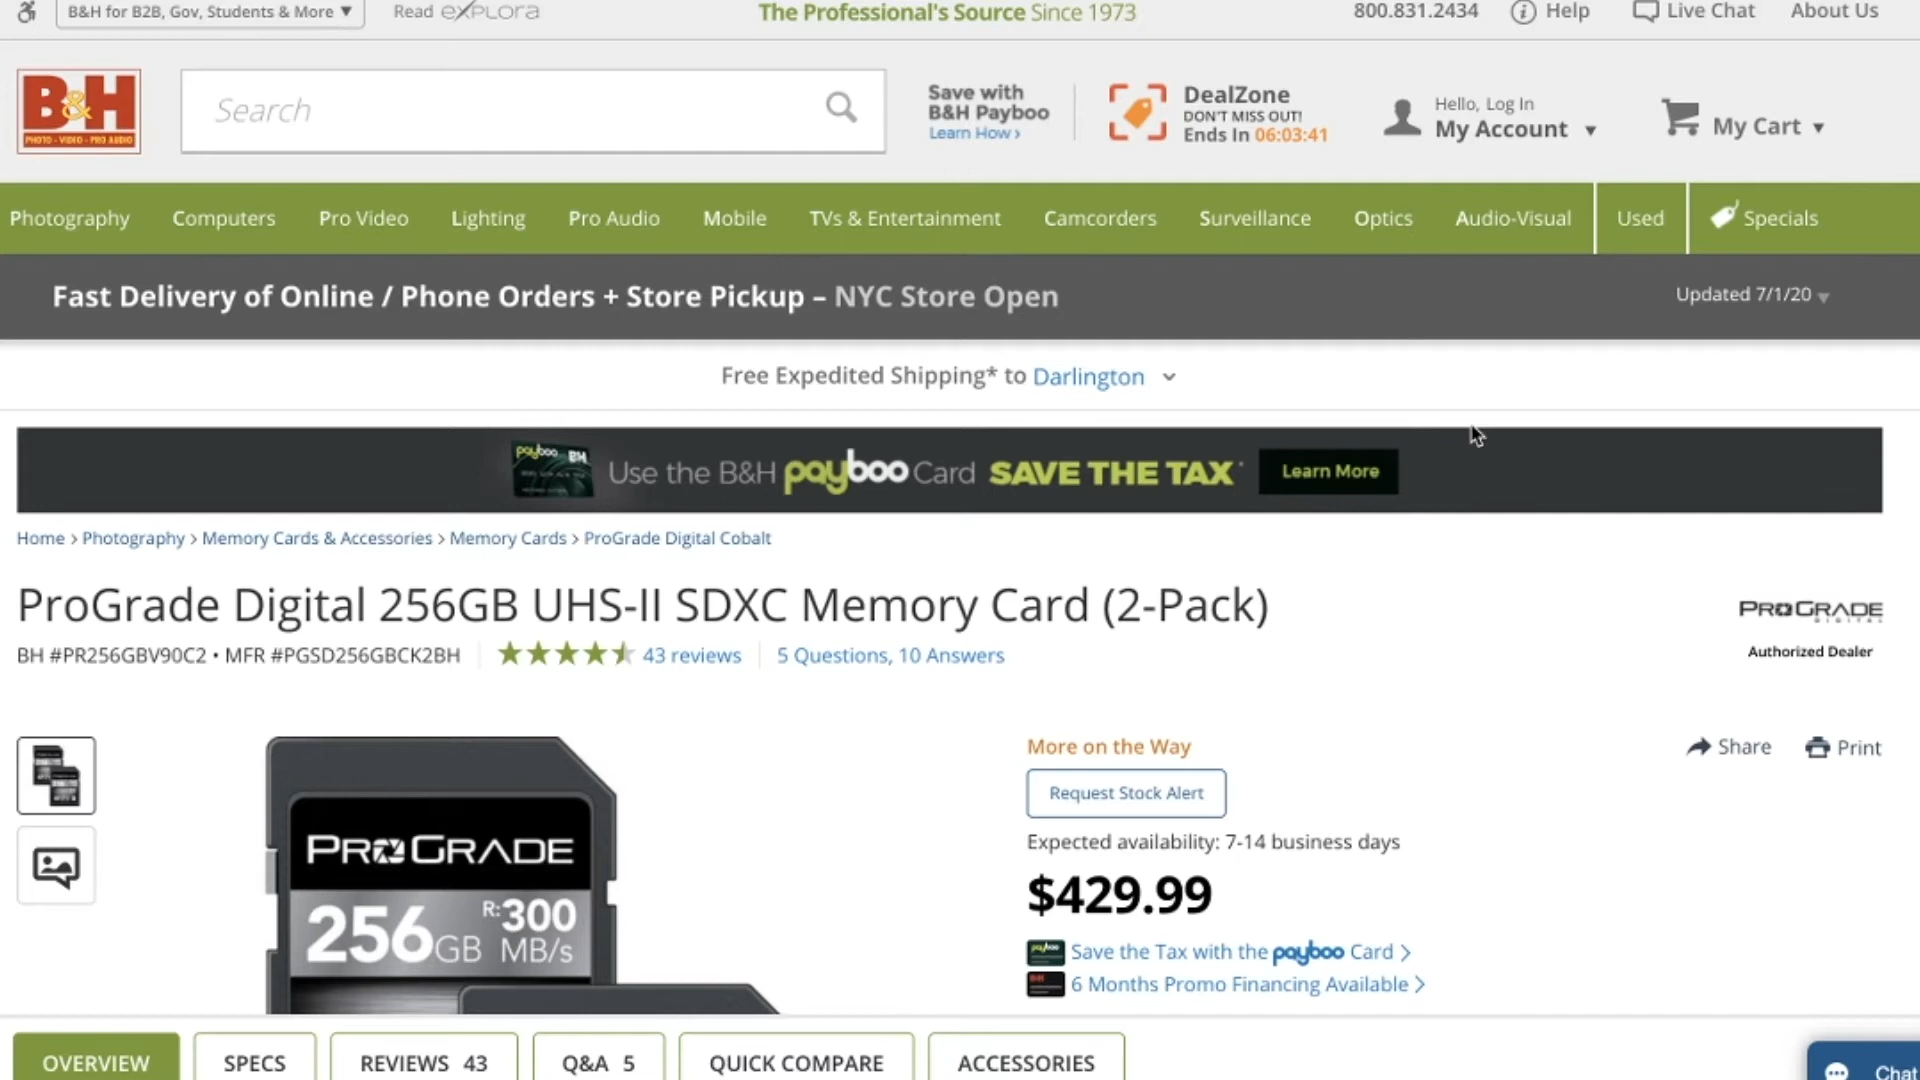 B&H for B2B, Gov, Students & More ▼
Read eXPLORA
The Professional's Source Since 1973
800.831.2434
Help
Live Chat
About Us
B&H
PHOTO - VIDEO - PRO AUDIO
Search
Save with
B&H Payboo
Learn How ›
DealZone
DON'T MISS OUT!
Ends In 06:03:41
Hello, Log In
My Account ▼
My Cart ▼
Photography
Computers
Pro Video
Lighting
Pro Audio
Mobile
TVs & Entertainment
Camcorders
Surveillance
Optics
Audio-Visual
Used
Specials
Fast Delivery of Online / Phone Orders + Store Pickup – NYC Store Open
Updated 7/1/20 ▼
Free Expedited Shipping* to Darlington
payboo BH
Use the B&H payboo Card SAVE THE TAX*
Learn More
Home > Photography > Memory Cards & Accessories > Memory Cards > ProGrade Digital Cobalt
ProGrade Digital 256GB UHS-II SDXC Memory Card (2-Pack)
PROGRADE
DIGITAL
BH #PR256GBV90C2 • MFR #PGSD256GBCK2BH
43 reviews
5 Questions, 10 Answers
Authorized Dealer
More on the Way
Share
Print
Request Stock Alert
Expected availability: 7-14 business days
$429.99
Save the Tax with the payboo Card >
6 Months Promo Financing Available >
PROGRADE
256GB
R:300
MB/s
OVERVIEW
SPECS
REVIEWS 43
Q&A 5
QUICK COMPARE
ACCESSORIES
Chat